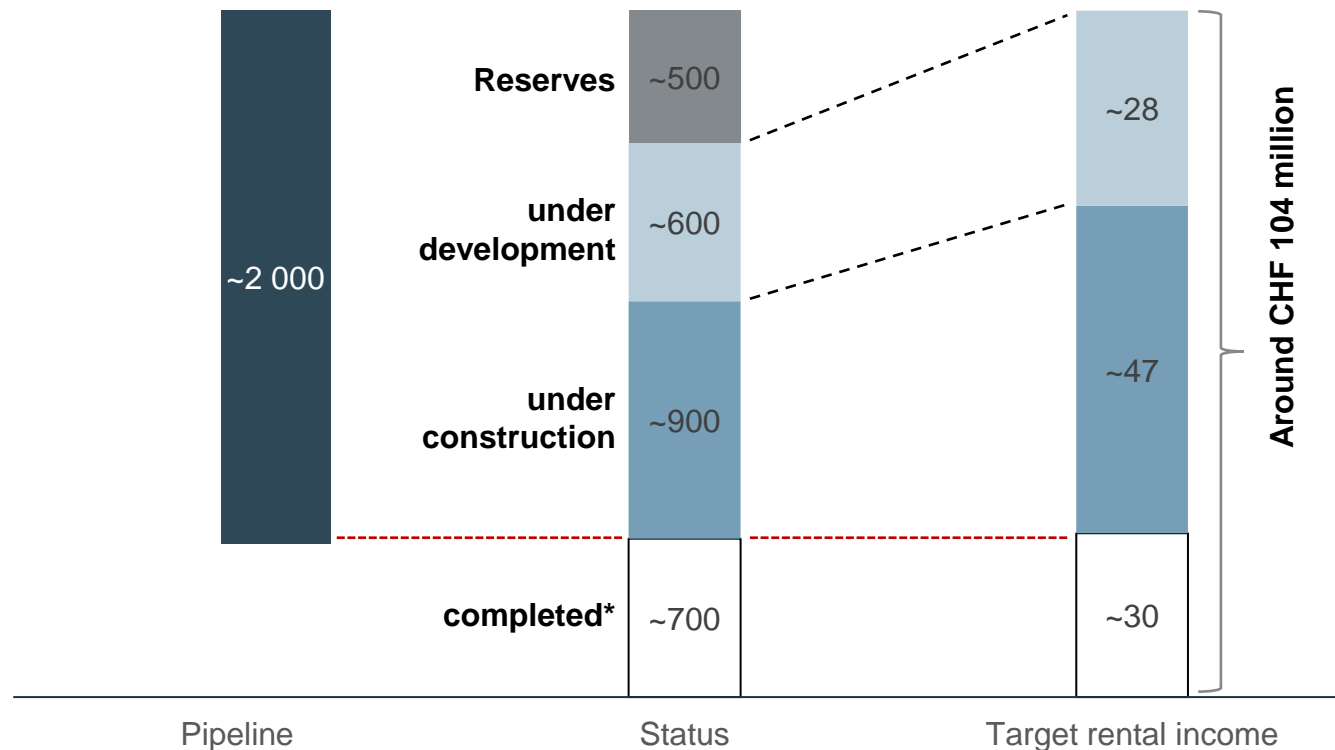 Reserves
~500
~28
under
development
~600
~2 000
under
construction
~900
~47
Around CHF 104 million
completed*
~700
~30
Pipeline
Status
Target rental income